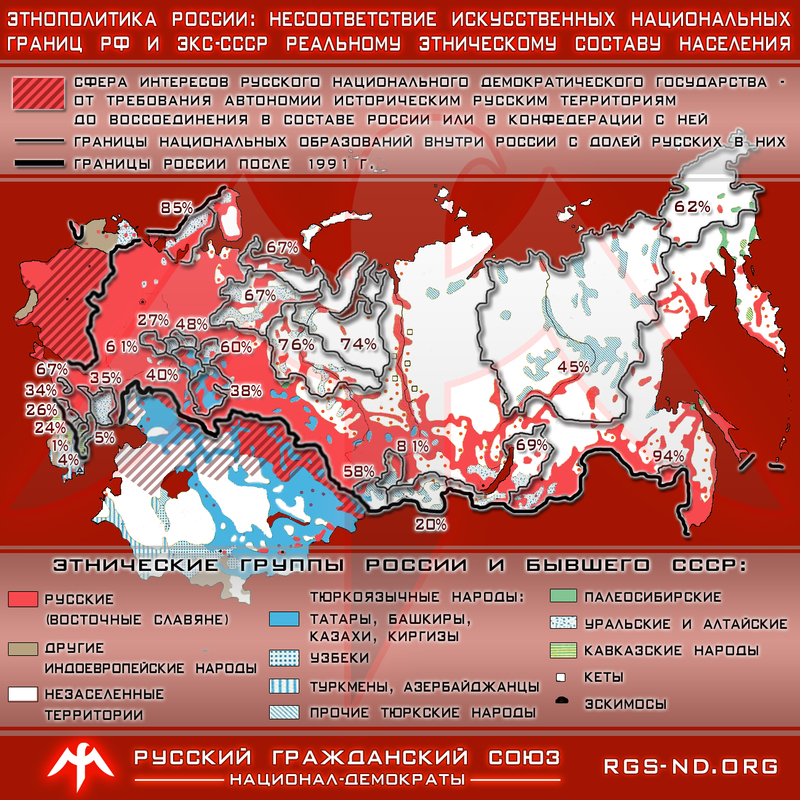 ЭТНОПОЛИТИКА РОССИИ: НЕСООТВЕТСТВИЕ ИСКУССТВЕННЫХ НАЦИОНАЛЬНЫХ
ГРАНИЦ РФ И ЭКС-СССР РЕАЛЬНОМУ ЭТНИЧЕСКОМУ СОСТАВУ НАСЕЛЕНИЯ
СФЕРА ИНТЕРЕСОВ РУССКОГО НАЦИОНАЛЬНОГО ДЕМОКРАТИЧЕСКОГО ГОСУДАРСТВА -
ОТ ТРЕБОВАНИЯ АВТОНОМИИ ИСТОРИЧЕСКИМ РУССКИМ ТЕРРИТОРИЯМ
ДО ВОССОЕДИНЕНИЯ В СОСТАВЕ РОССИИ ИЛИ В КОНФЕДЕРАЦИИ С НЕЙ
ГРАНИЦЫ НАЦИОНАЛЬНЫХ ОБРАЗОВАНИЙ ВНУТРИ РОССИИ С ДОЛЕЙ РУССКИХ В НИХ
ГРАНИЦЫ РОССИИ ПОСЛЕ 1991 Г.
85%
62%
67%
67%
27%
48%
61%
60%
76%
74%
67%
35%
40%
38%
45%
34%
26%
24%
5%
1%
4%
81%
69%
94%
58%
20%
ЭТНИЧЕСКИЕ ГРУППЫ РОССИИ И БЫВШЕГО СССР:
РУССКИЕ
(ВОСТОЧНЫЕ СЛАВЯНЕ)
ДРУГИЕ
ИНДОЕВРОПЕЙСКИЕ НАРОДЫ
НЕЗАСЕЛЕННЫЕ
ТЕРРИТОРИИ
ТЮРКОЯЗЫЧНЫЕ НАРОДЫ:
ТАТАРЫ, БАШКИРЫ,
КАЗАХИ, КИРГИЗЫ
УЗБЕКИ
ТУРКМЕНЫ, АЗЕРБАЙДЖАНЦЫ
ПРОЧИЕ ТЮРКСКИЕ НАРОДЫ
ПАЛЕОСИБИРСКИЕ
УРАЛЬСКИЕ И АЛТАЙСКИЕ
КАВКАЗСКИЕ НАРОДЫ
КЕТЫ
ЭСКИМОСЫ
РУССКИЙ ГРАЖДАНСКИЙ СОЮЗ
НАЦИОНАЛ-ДЕМОКРАТЫ
RGS-ND.ORG